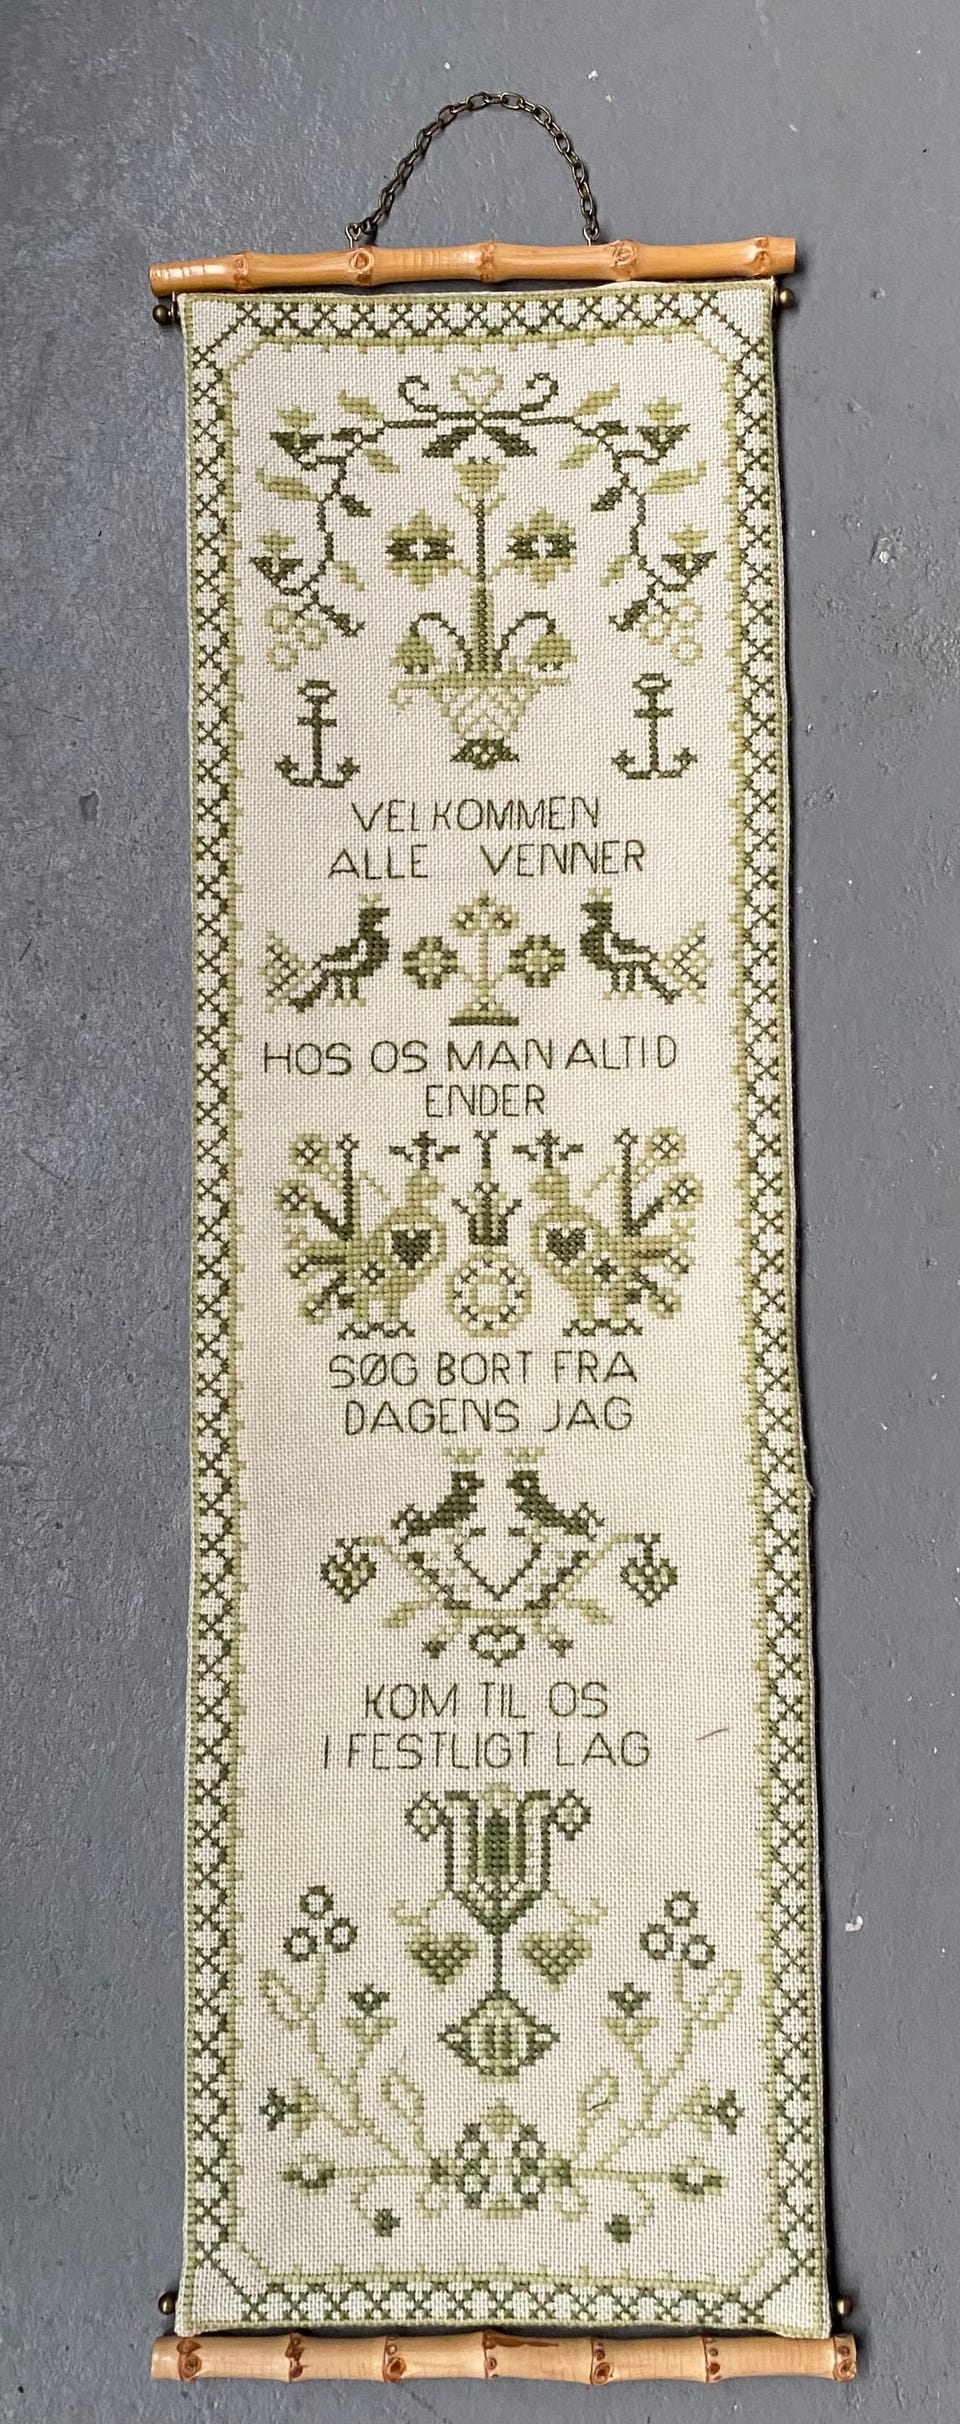 VELKOMMEN
ALLE VENNER
HOS OS MAN ALTID
ENDER
SØG BORT FRA
DAGENS JAG
KOM TIL OS
I FESTLIGT LAG